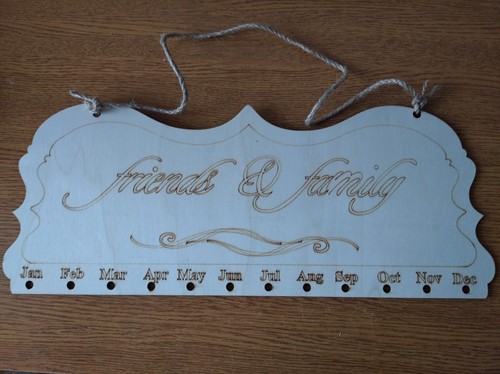 friends & family
Jan Feb Mar Apr May Jun Jul Aug Sep Oct Nov Dec